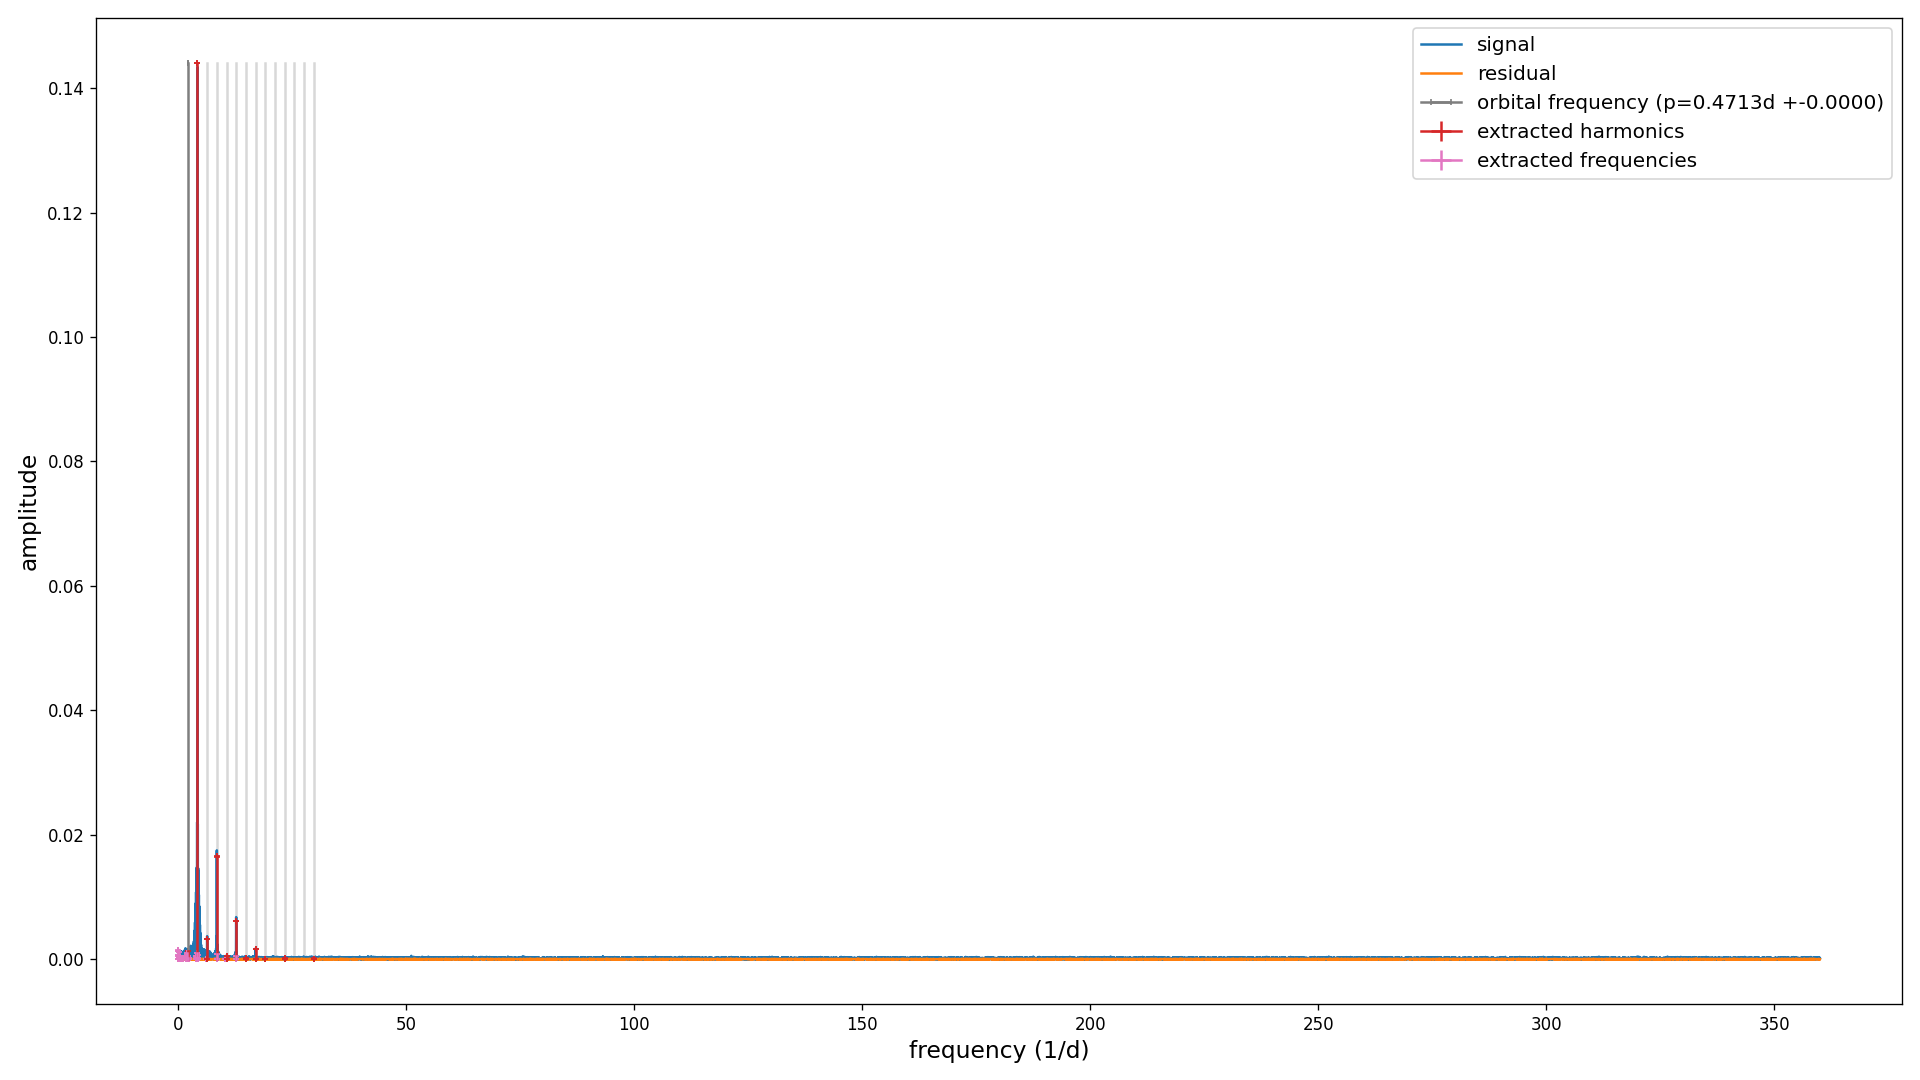 signal
residual
orbital frequency (p=0.4713d +-0.0000)
extracted harmonics
extracted frequencies
0.14
0.12
0.10
0.08
0.06
0.04
0.02
0.00
amplitude
0 50 100 150 200 250 300 350
frequency (1/d)